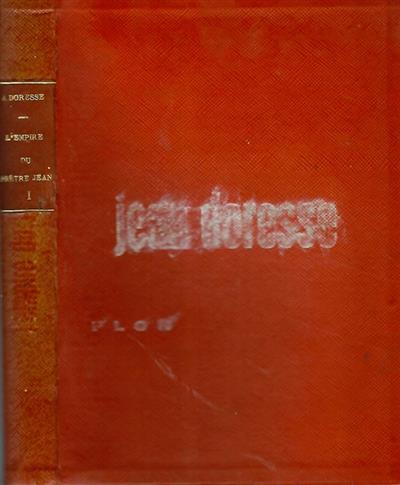 J DORESSE
L'EMPIRE
DU
PRÊTRE JEAN
I
jean doresse
PLON